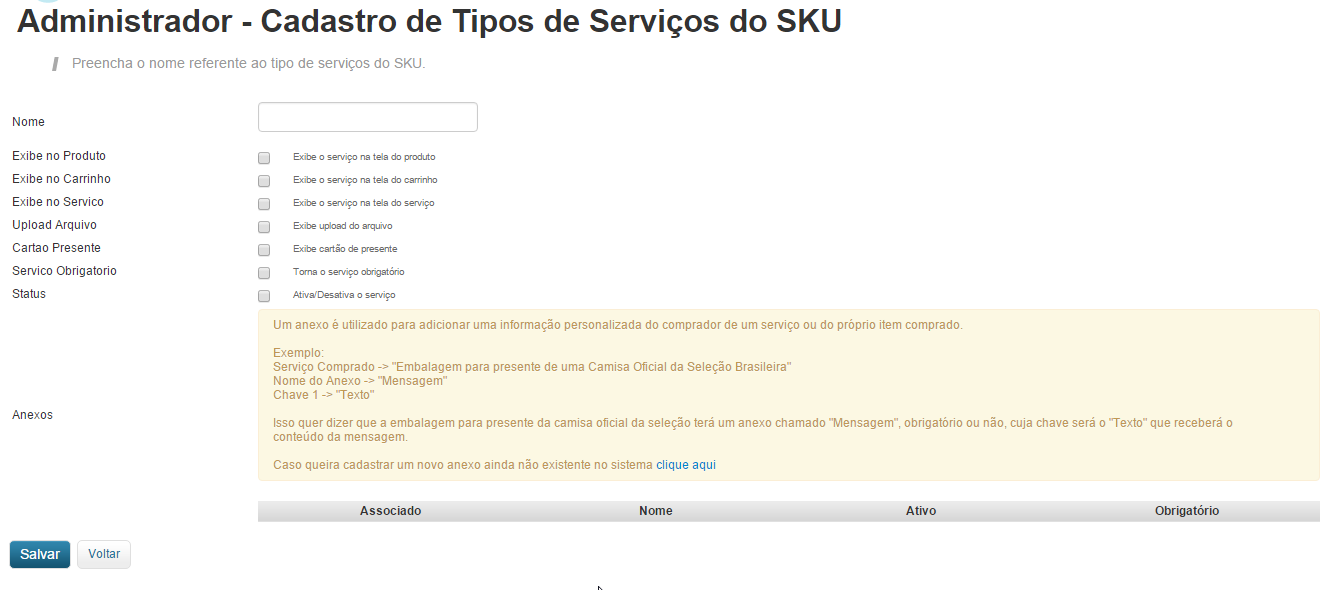 Administrador - Cadastro de Tipos de Serviços do SKU
Preencha o nome referente ao tipo de serviços do SKU.
Nome
Exibe no Produto Exibe o serviço na tela do produto
Exibe no Carrinho Exibe o serviço na tela do carrinho
Exibe no Servico Exibe o serviço na tela do serviço
Upload Arquivo Exibe upload do arquivo
Cartao Presente Exibe cartão de presente
Servico Obrigatorio Torna o serviço obrigatório
Status Ativa/Desativa o serviço
Um anexo é utilizado para adicionar uma informação personalizada do comprador de um serviço ou do próprio item comprado.
Exemplo:
Serviço Comprado -> "Embalagem para presente de uma Camisa Oficial da Seleção Brasileira"
Nome do Anexo -> "Mensagem"
Chave 1 -> "Texto"
Anexos
Isso quer dizer que a embalagem para presente da camisa oficial da seleção terá um anexo chamado "Mensagem", obrigatório ou não, cuja chave será o "Texto" que receberá o
conteúdo da mensagem.
Caso queira cadastrar um novo anexo ainda não existente no sistema clique aqui
Associado Nome Ativo Obrigatório
Salvar Voltar